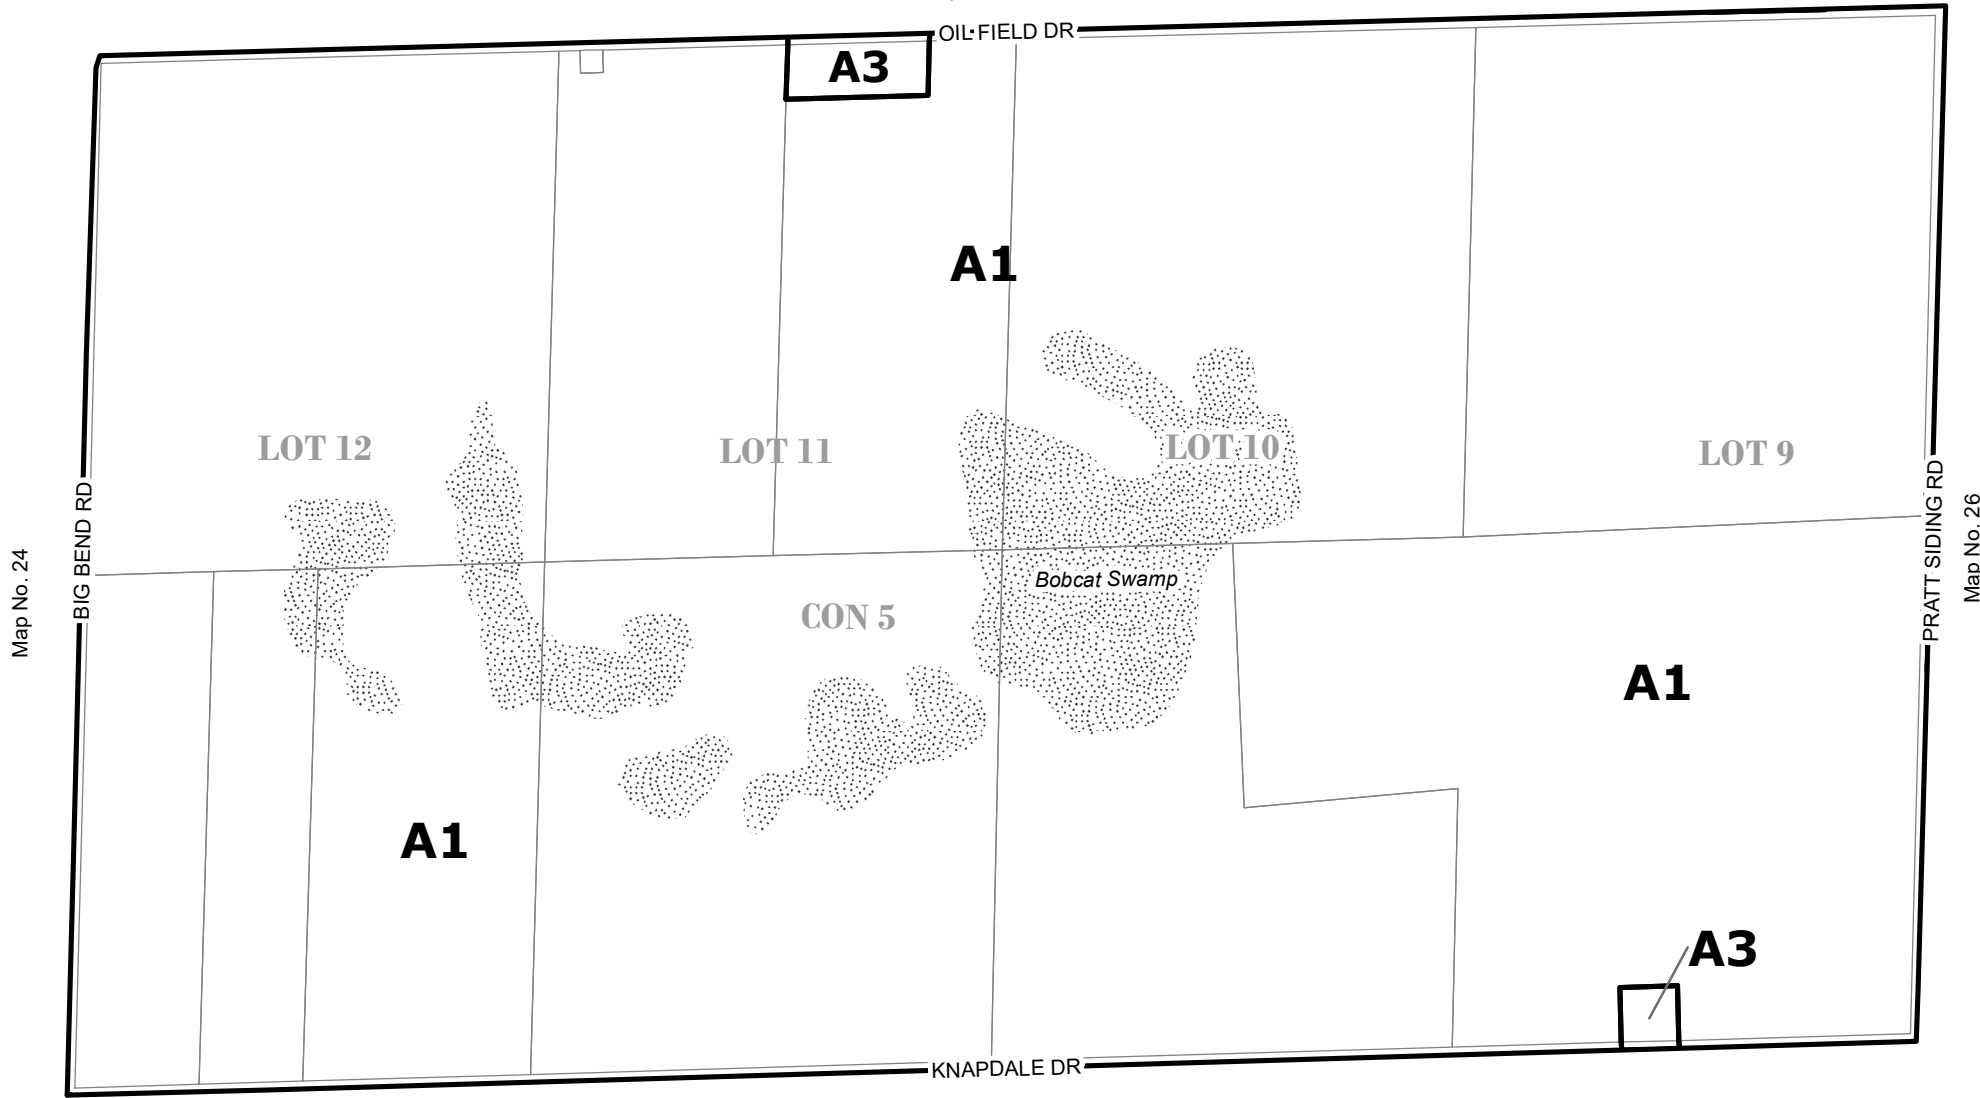 OIL FIELD DR
A3
A1
LOT 12
LOT 11
LOT 10
LOT 9
BIG BEND RD
PRATT SIDING RD
Map No. 24
Map No. 26
Bobcat Swamp
CON 5
A1
A1
A3
KNAPDALE DR